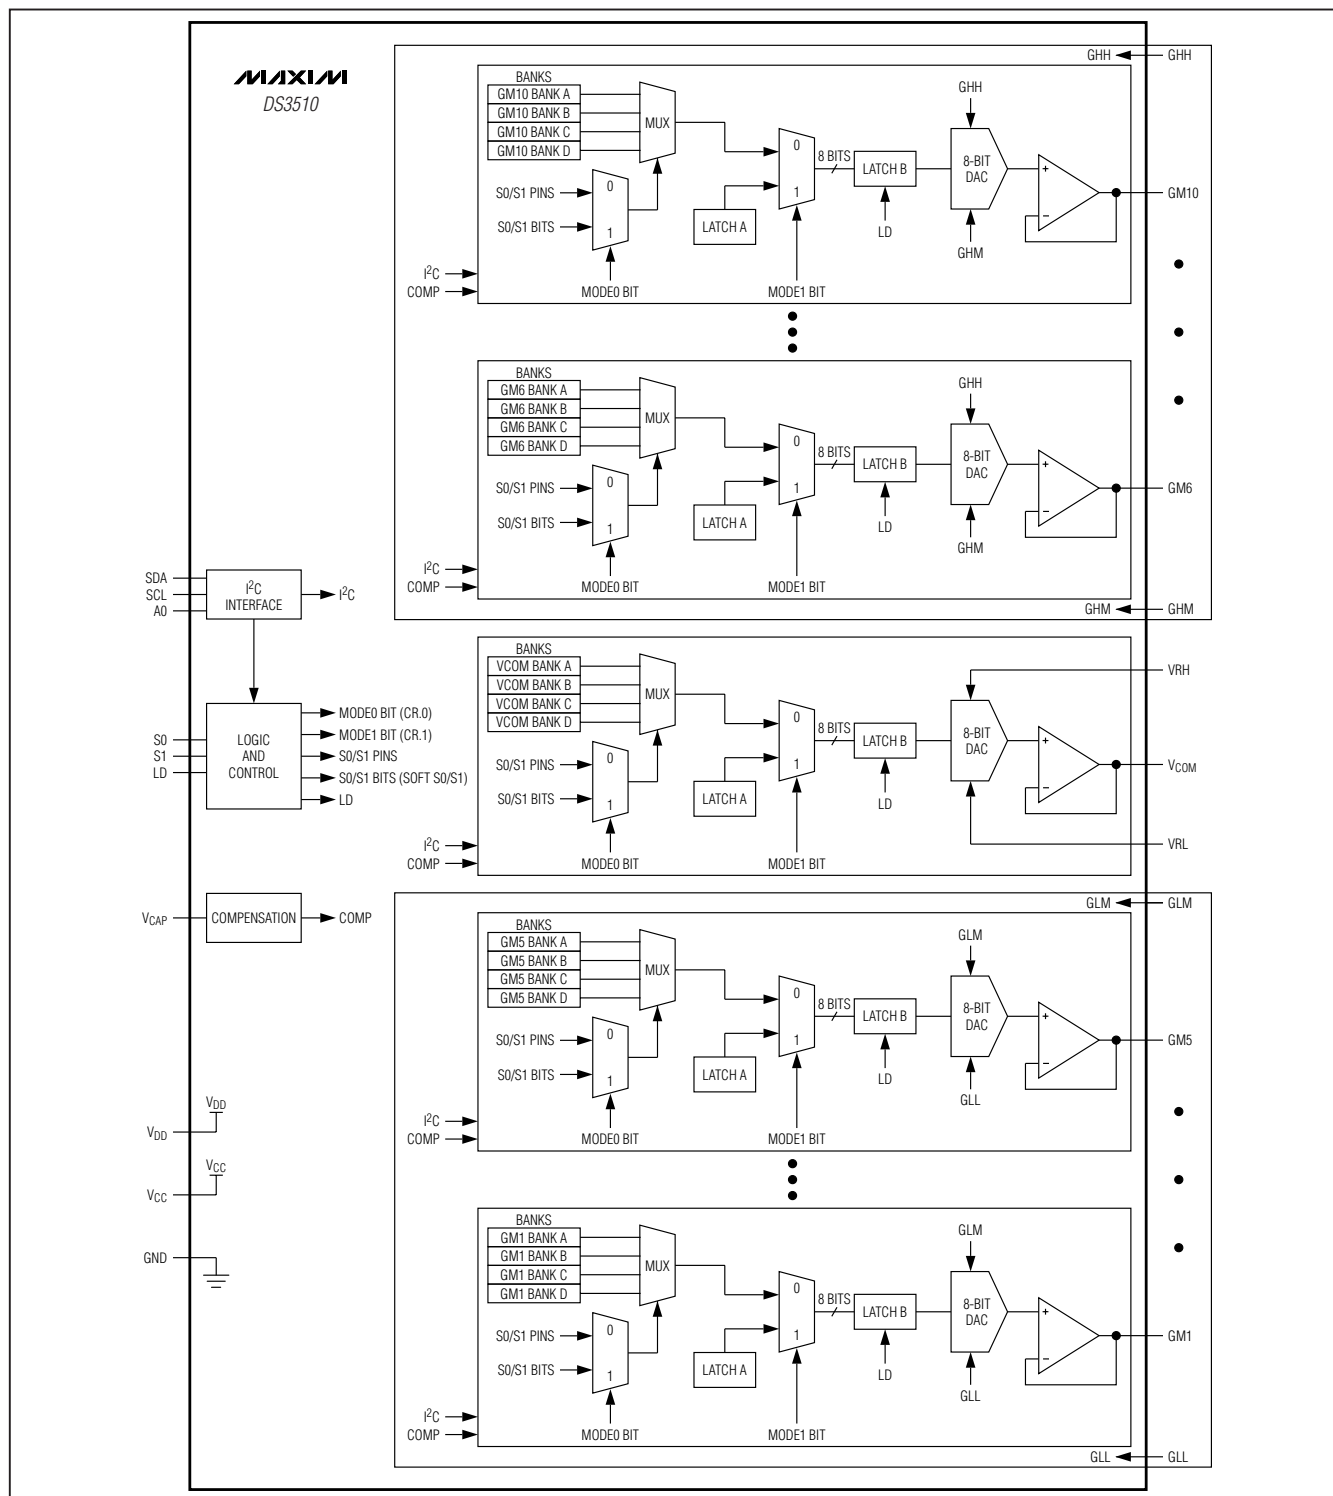 MAXIM
DS3510
GHH
GHH
BANKS
GM10 BANK A
GM10 BANK B
GM10 BANK C
GM10 BANK D
MUX
S0/S1 PINS
S0/S1 BITS
0
1
LATCH A
0
1
8 BITS
LATCH B
LD
GHH
8-BIT
DAC
GHM
+
−
GM10
I²C
COMP
MODE0 BIT
MODE1 BIT
BANKS
GM6 BANK A
GM6 BANK B
GM6 BANK C
GM6 BANK D
MUX
S0/S1 PINS
S0/S1 BITS
0
1
LATCH A
0
1
8 BITS
LATCH B
LD
GHH
8-BIT
DAC
GHM
+
−
GM6
I²C
COMP
MODE0 BIT
MODE1 BIT
GHM
GHM
SDA
SCL
A0
I²C
INTERFACE
I²C
S0
S1
LD
LOGIC
AND
CONTROL
MODE0 BIT (CR.0)
MODE1 BIT (CR.1)
S0/S1 PINS
S0/S1 BITS (SOFT S0/S1)
LD
BANKS
VCOM BANK A
VCOM BANK B
VCOM BANK C
VCOM BANK D
MUX
S0/S1 PINS
S0/S1 BITS
0
1
LATCH A
0
1
8 BITS
LATCH B
LD
8-BIT
DAC
+
−
VRH
VCOM
VRL
I²C
COMP
MODE0 BIT
MODE1 BIT
VCAP
COMPENSATION
COMP
GLM
GLM
BANKS
GM5 BANK A
GM5 BANK B
GM5 BANK C
GM5 BANK D
MUX
S0/S1 PINS
S0/S1 BITS
0
1
LATCH A
0
1
8 BITS
LATCH B
LD
GLM
8-BIT
DAC
GLL
+
−
GM5
I²C
COMP
MODE0 BIT
MODE1 BIT
VDD
VDD
VCC
VCC
GND
BANKS
GM1 BANK A
GM1 BANK B
GM1 BANK C
GM1 BANK D
MUX
S0/S1 PINS
S0/S1 BITS
0
1
LATCH A
0
1
8 BITS
LATCH B
LD
GLM
8-BIT
DAC
GLL
+
−
GM1
I²C
COMP
MODE0 BIT
MODE1 BIT
GLL
GLL